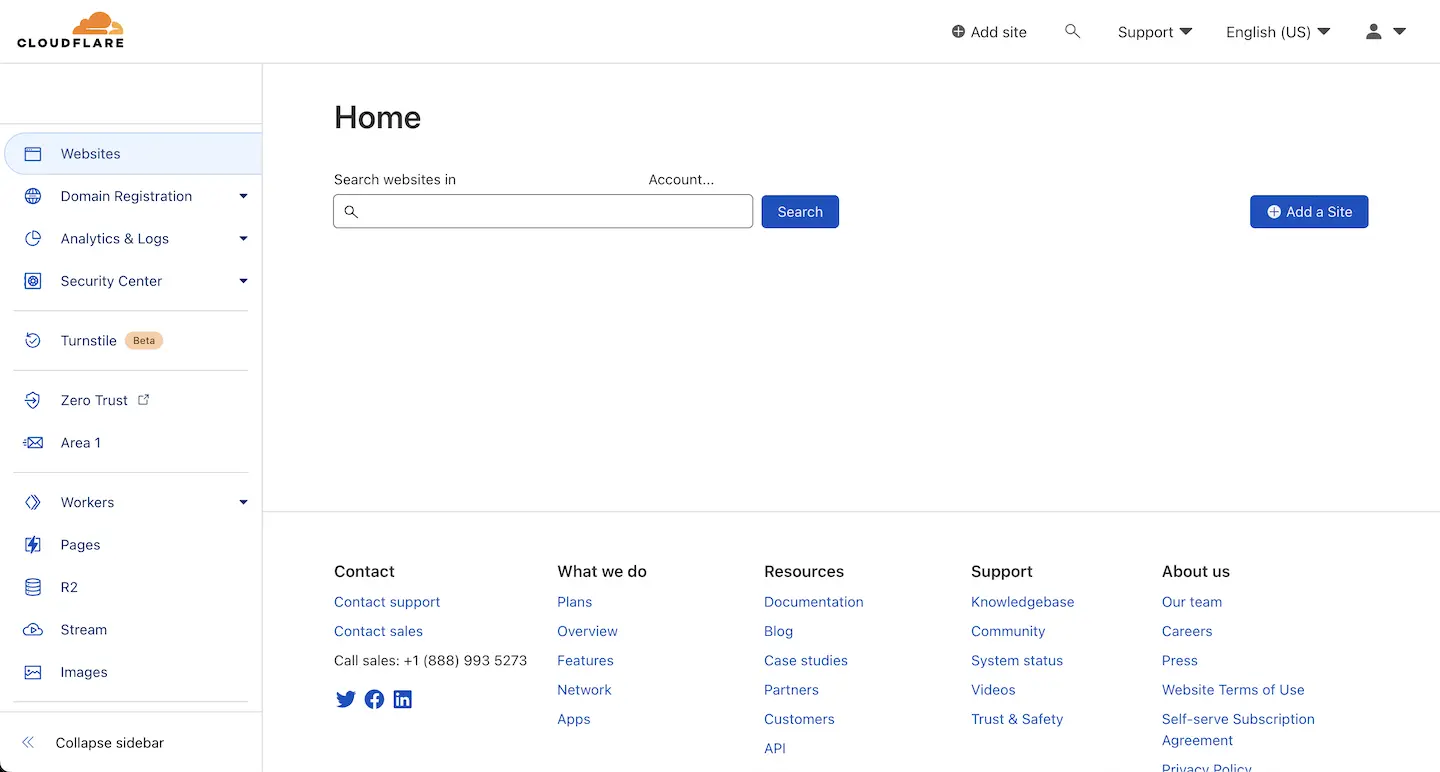 CLOUDFLARE
Add site
Support
English (US)
Websites
Domain Registration
Analytics & Logs
Security Center
Turnstile Beta
Zero Trust
Area 1
Workers
Pages
R2
Stream
Images
Collapse sidebar
Home
Search websites in Account...
Search
Add a Site
Contact
Contact support
Contact sales
Call sales: +1 (888) 993 5273
What we do
Plans
Overview
Features
Network
Apps
Resources
Documentation
Blog
Case studies
Partners
Customers
API
Support
Knowledgebase
Community
System status
Videos
Trust & Safety
About us
Our team
Careers
Press
Website Terms of Use
Self-serve Subscription
Agreement
Privacy Policy